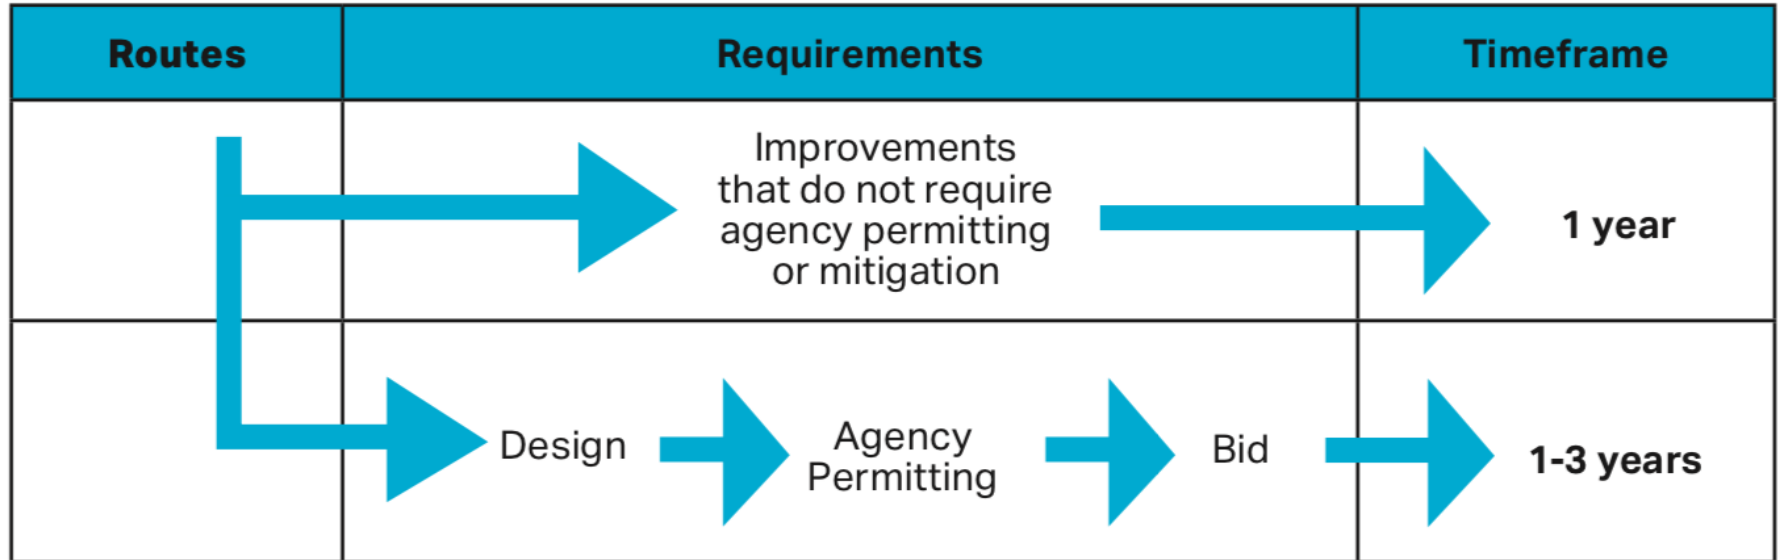 Routes
Requirements
Timeframe
Improvements
that do not require
agency permitting
or mitigation
1 year
Design
Agency
Permitting
Bid
1-3 years